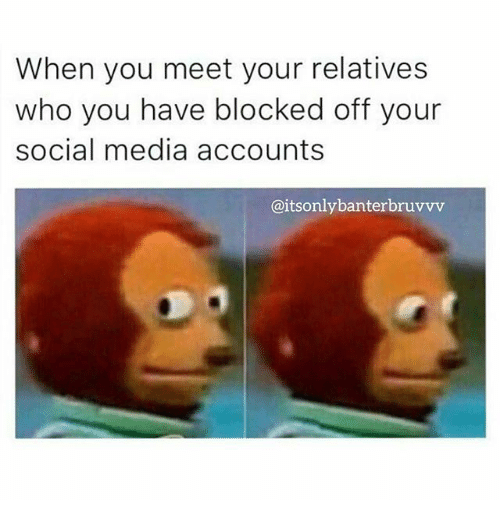 When you meet your relatives
who you have blocked off your
social media accounts
@itsonlybanterbruvvv